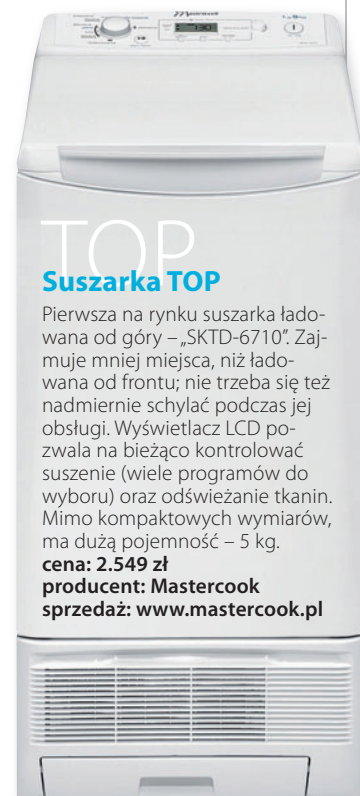 Mastercook
TOP
Suszarka TOP
Pierwsza na rynku suszarka łado-
wana od góry – „SKTD-6710”. Zaj-
muje mniej miejsca, niż łado-
wana od frontu; nie trzeba się też
nadmiernie schylać podczas jej
obsługi. Wyświetlacz LCD po-
zwala na bieżąco kontrolować
suszenie (wiele programów do
wyboru) oraz odświeżanie tkanin.
Mimo kompaktowych wymiarów,
ma dużą pojemność – 5 kg.
cena: 2.549 zł
producent: Mastercook
sprzedaż: www.mastercook.pl